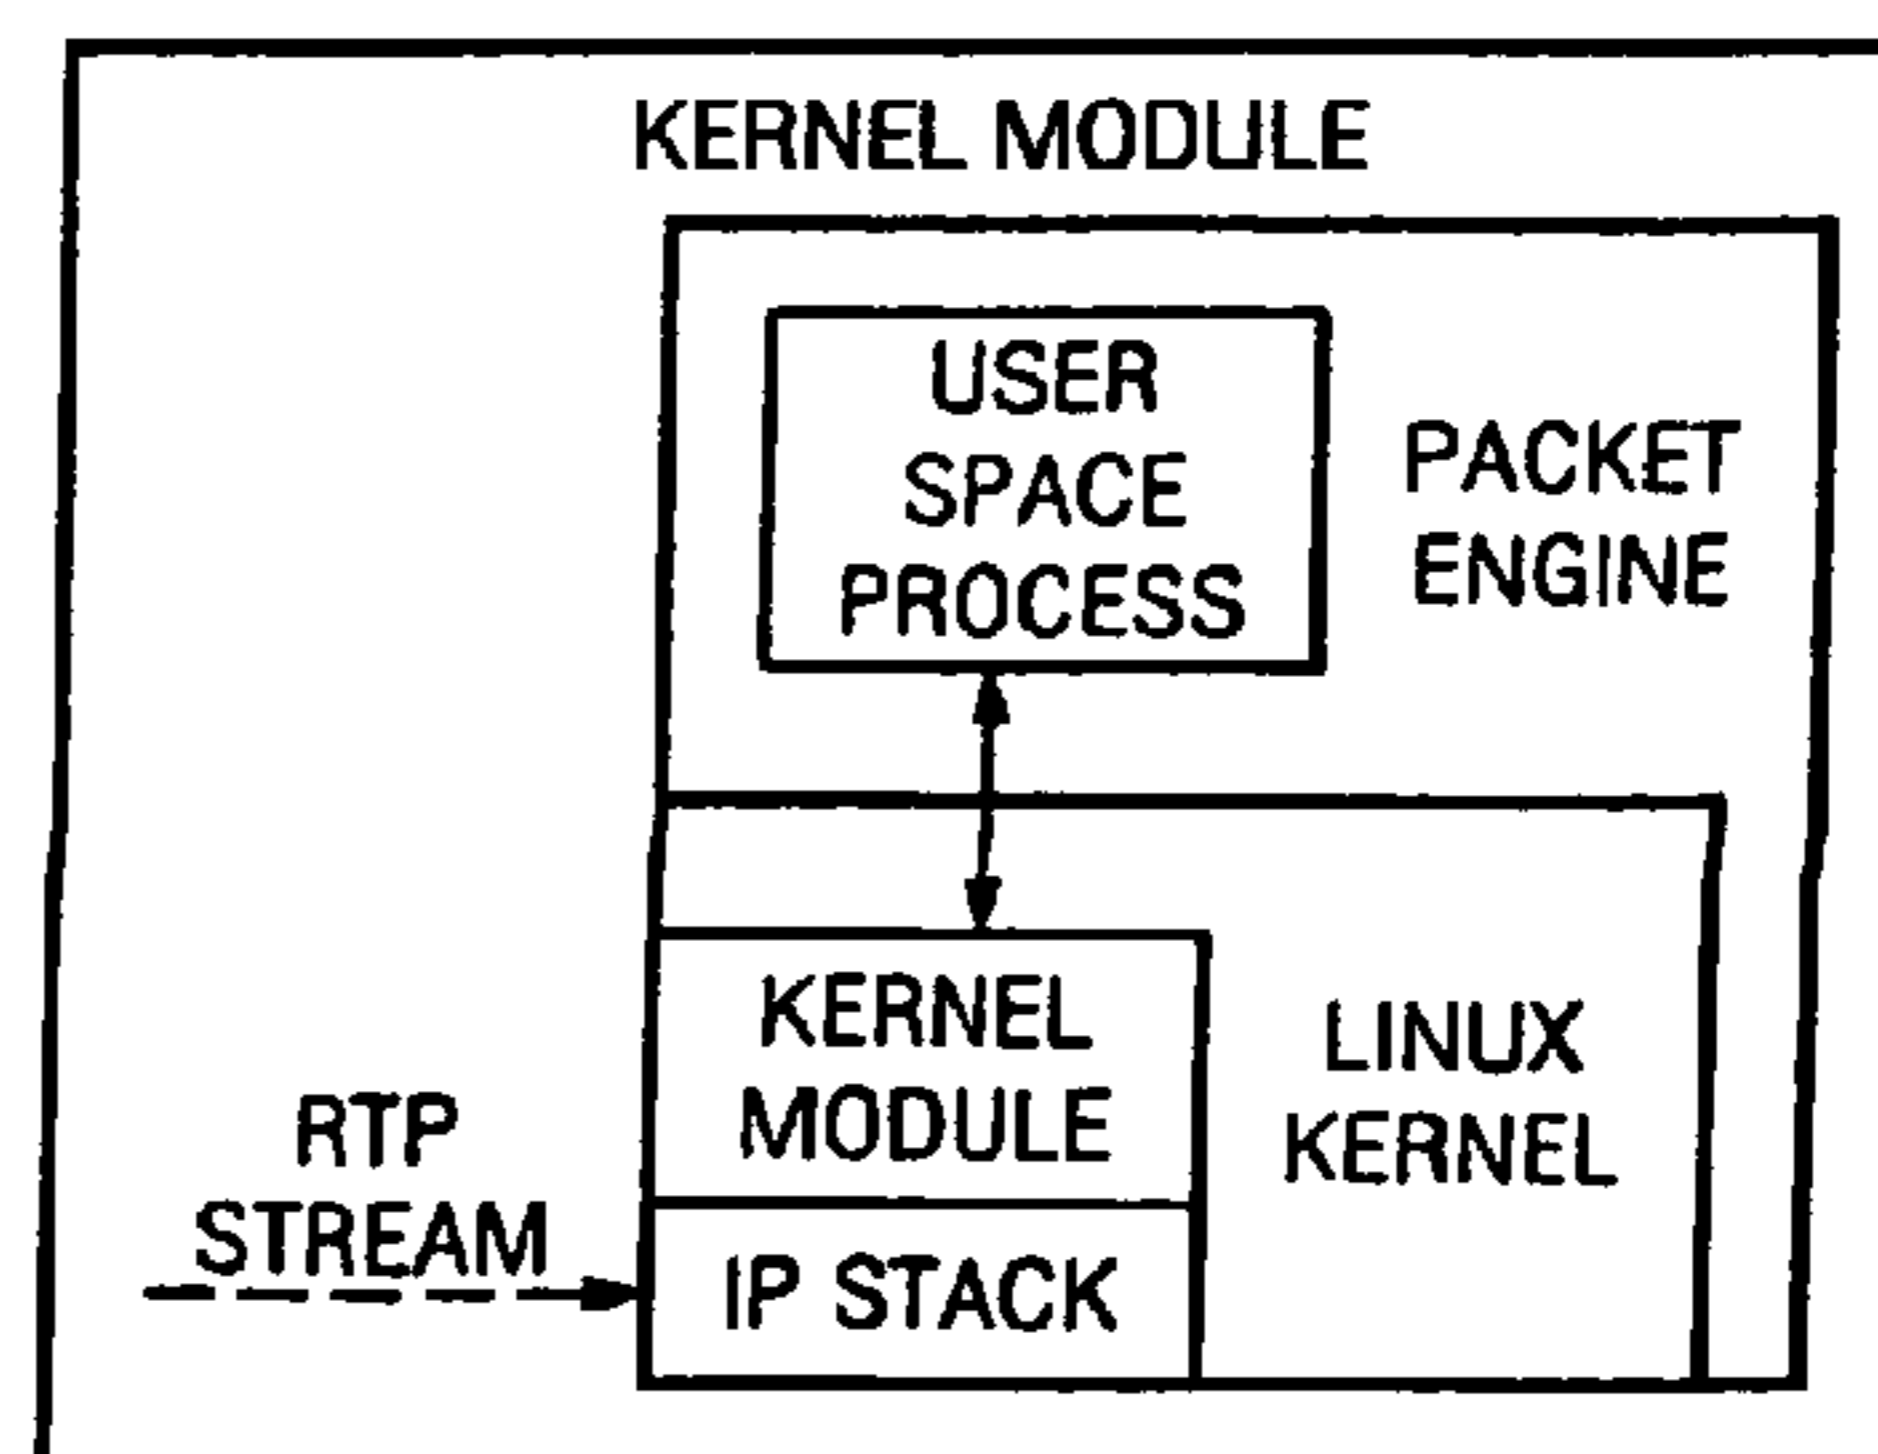 KERNEL MODULE
USER
SPACE
PROCESS
PACKET
ENGINE
KERNEL
MODULE
LINUX
KERNEL
RTP
STREAM
IP STACK